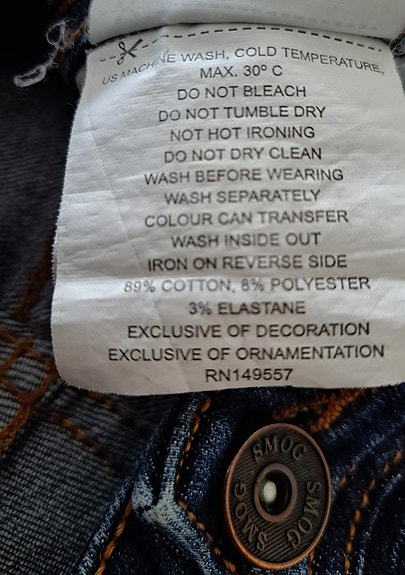 US MACHINE WASH, COLD TEMPERATURE,
MAX. 30º C
DO NOT BLEACH
DO NOT TUMBLE DRY
NOT HOT IRONING
DO NOT DRY CLEAN
WASH BEFORE WEARING
WASH SEPARATELY
COLOUR CAN TRANSFER
WASH INSIDE OUT
IRON ON REVERSE SIDE
89% COTTON, 8% POLYESTER
3% ELASTANE
EXCLUSIVE OF DECORATION
EXCLUSIVE OF ORNAMENTATION
RN149557
SMOG
SMOG
SMOG